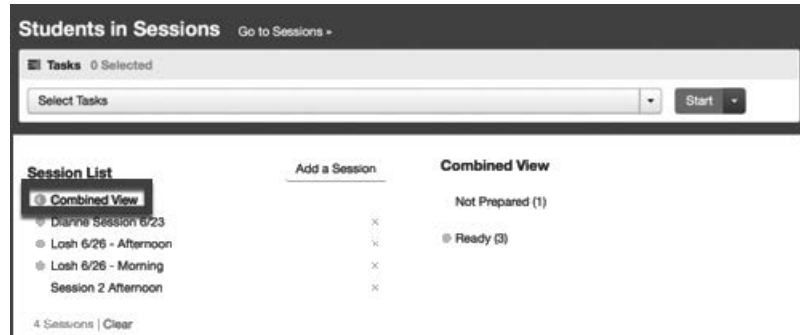 Students in Sessions Go to Sessions »
Tasks 0 Selected
Select Tasks Start
Session List Add a Session
Combined View
Dianne Session 6/23
Losh 6/26 - Afternoon
Losh 6/26 - Morning
Session 2 Afternoon
4 Sessions | Clear
Combined View
Not Prepared (1)
Ready (3)